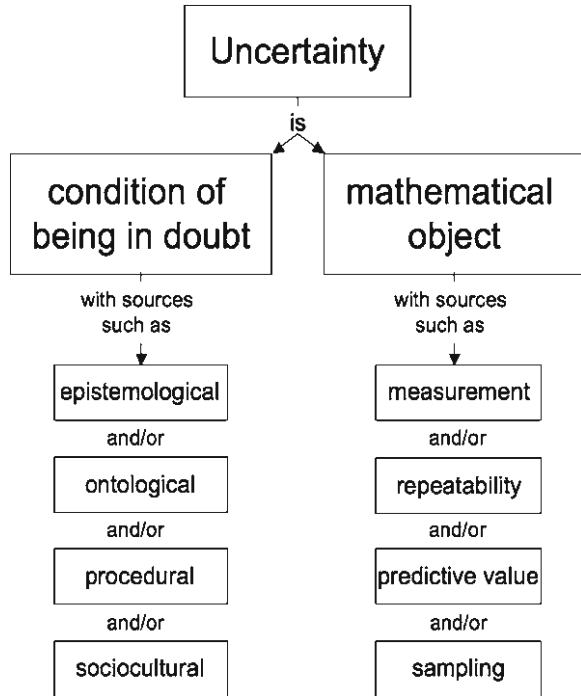 Uncertainty
is
condition of
being in doubt
with sources
such as
epistemological
and/or
ontological
and/or
procedural
and/or
sociocultural
mathematical
object
with sources
such as
measurement
and/or
repeatability
and/or
predictive value
and/or
sampling